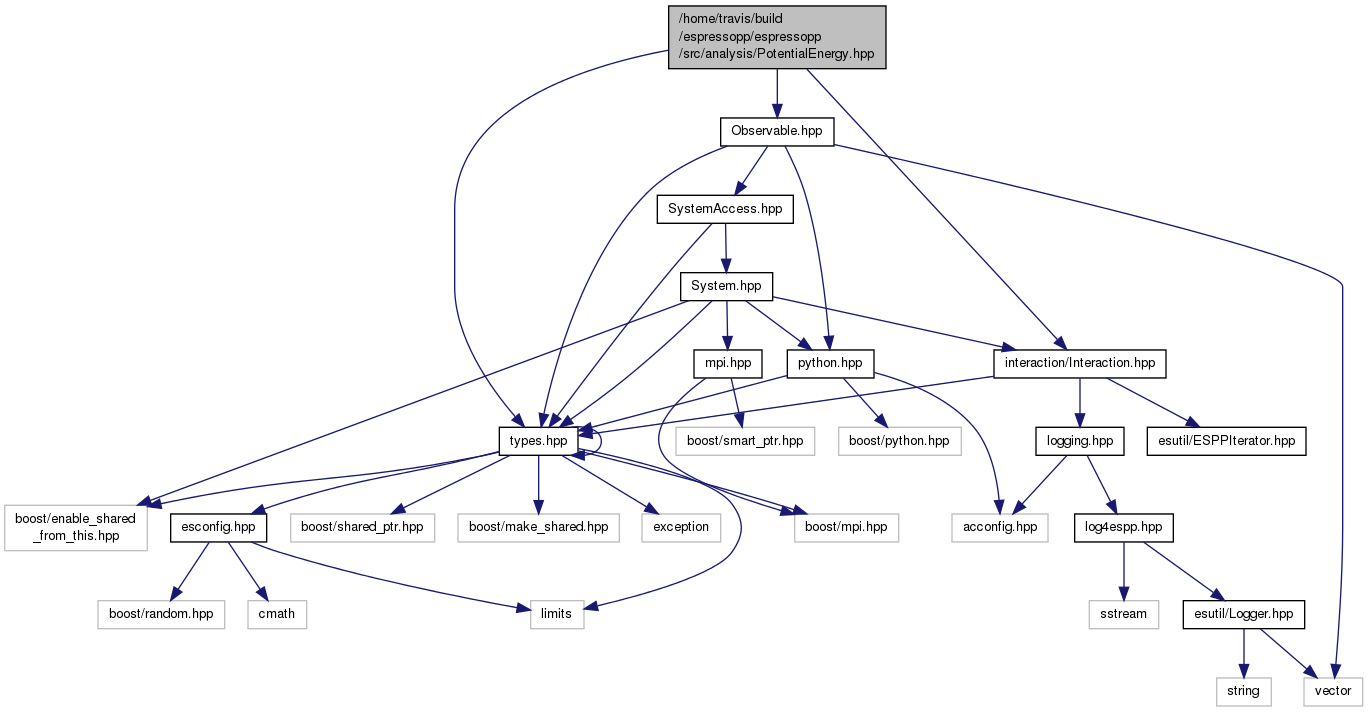 /home/travis/build
/espressopp/espressopp
/src/analysis/PotentialEnergy.hpp
Observable.hpp
SystemAccess.hpp
System.hpp
mpi.hpp
python.hpp
interaction/Interaction.hpp
types.hpp
boost/smart_ptr.hpp
boost/python.hpp
logging.hpp
esutil/ESPPIterator.hpp
boost/enable_shared
_from_this.hpp
esconfig.hpp
boost/shared_ptr.hpp
boost/make_shared.hpp
exception
boost/mpi.hpp
acconfig.hpp
log4espp.hpp
boost/random.hpp
cmath
limits
sstream
esutil/Logger.hpp
string
vector